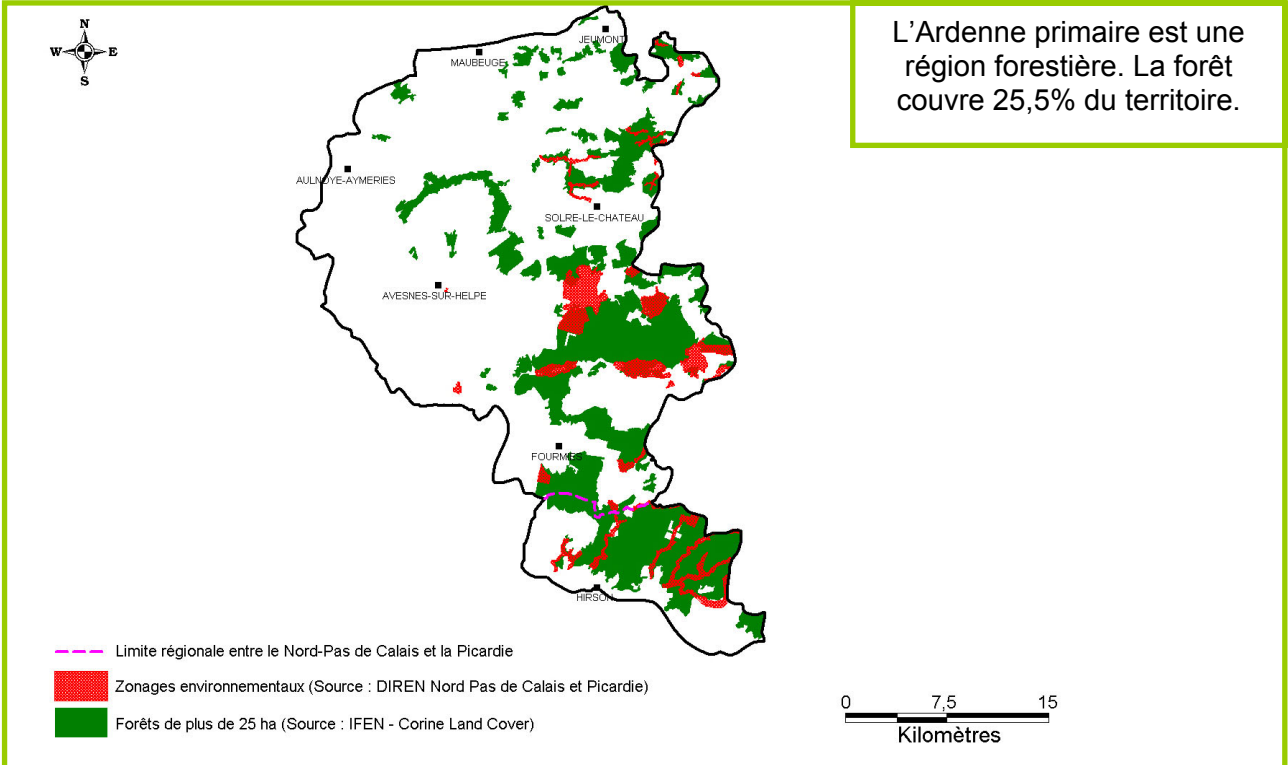 L’Ardenne primaire est une
région forestière. La forêt
couvre 25,5% du territoire.
N
W E
S
JEUMONT
MAUBEUGE
AULNOYE-AYMERIES
SOLRE-LE-CHATEAU
AVESNES-SUR-HELPE
FOURMIES
HIRSON
Limite régionale entre le Nord-Pas de Calais et la Picardie
Zonages environnementaux (Source : DIREN Nord Pas de Calais et Picardie)
Forêts de plus de 25 ha (Source : IFEN - Corine Land Cover)
0 7,5 15
Kilomètres